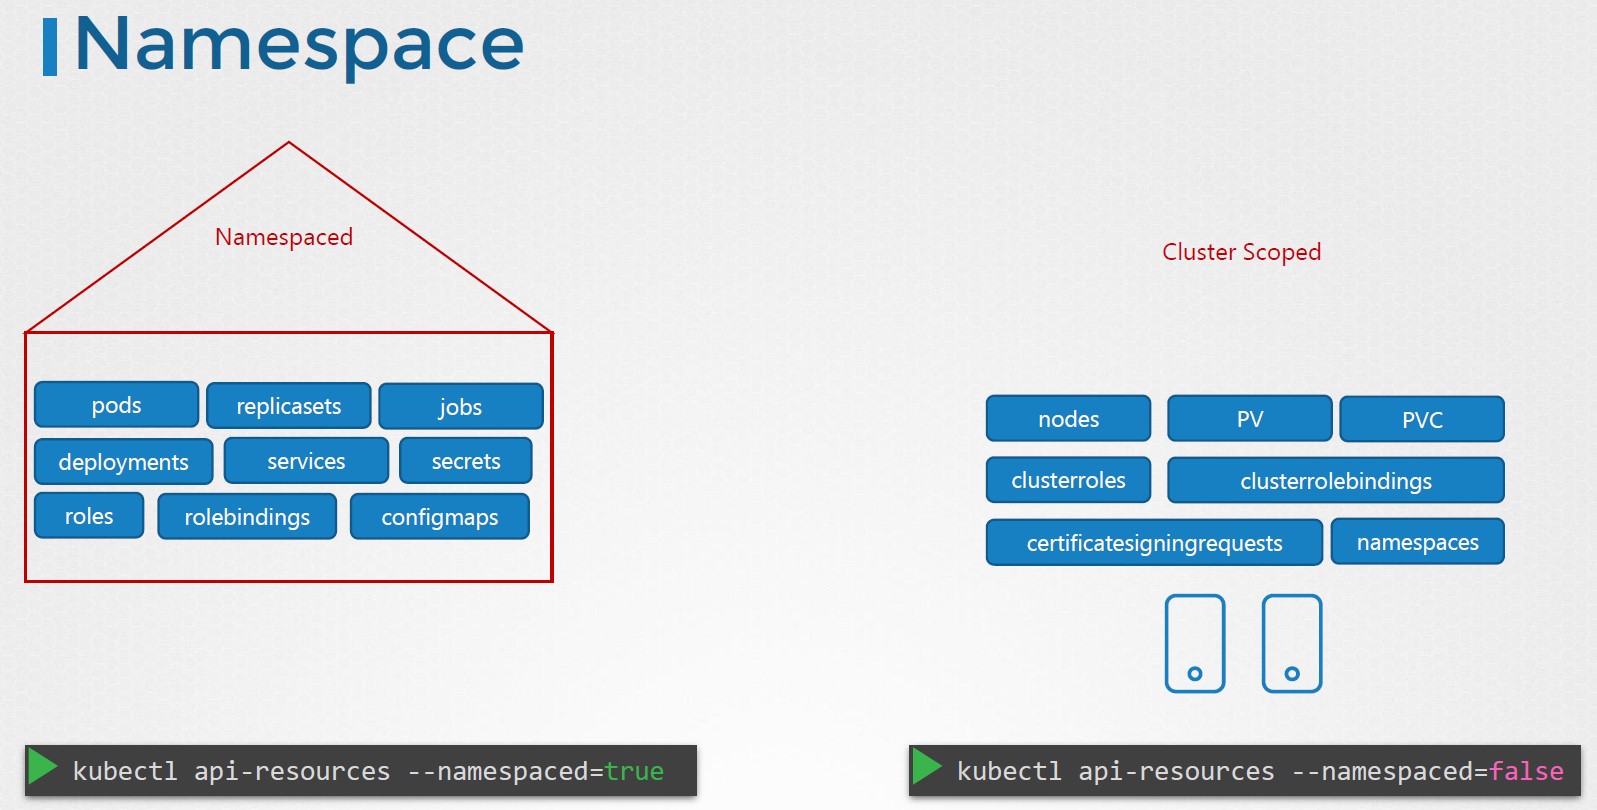 Namespace
Namespaced
Cluster Scoped
pods replicasets jobs
deployments services secrets
roles rolebindings configmaps
nodes PV PVC
clusterroles clusterrolebindings
certificatesigningrequests namespaces
kubectl api-resources --namespaced=true
kubectl api-resources --namespaced=false